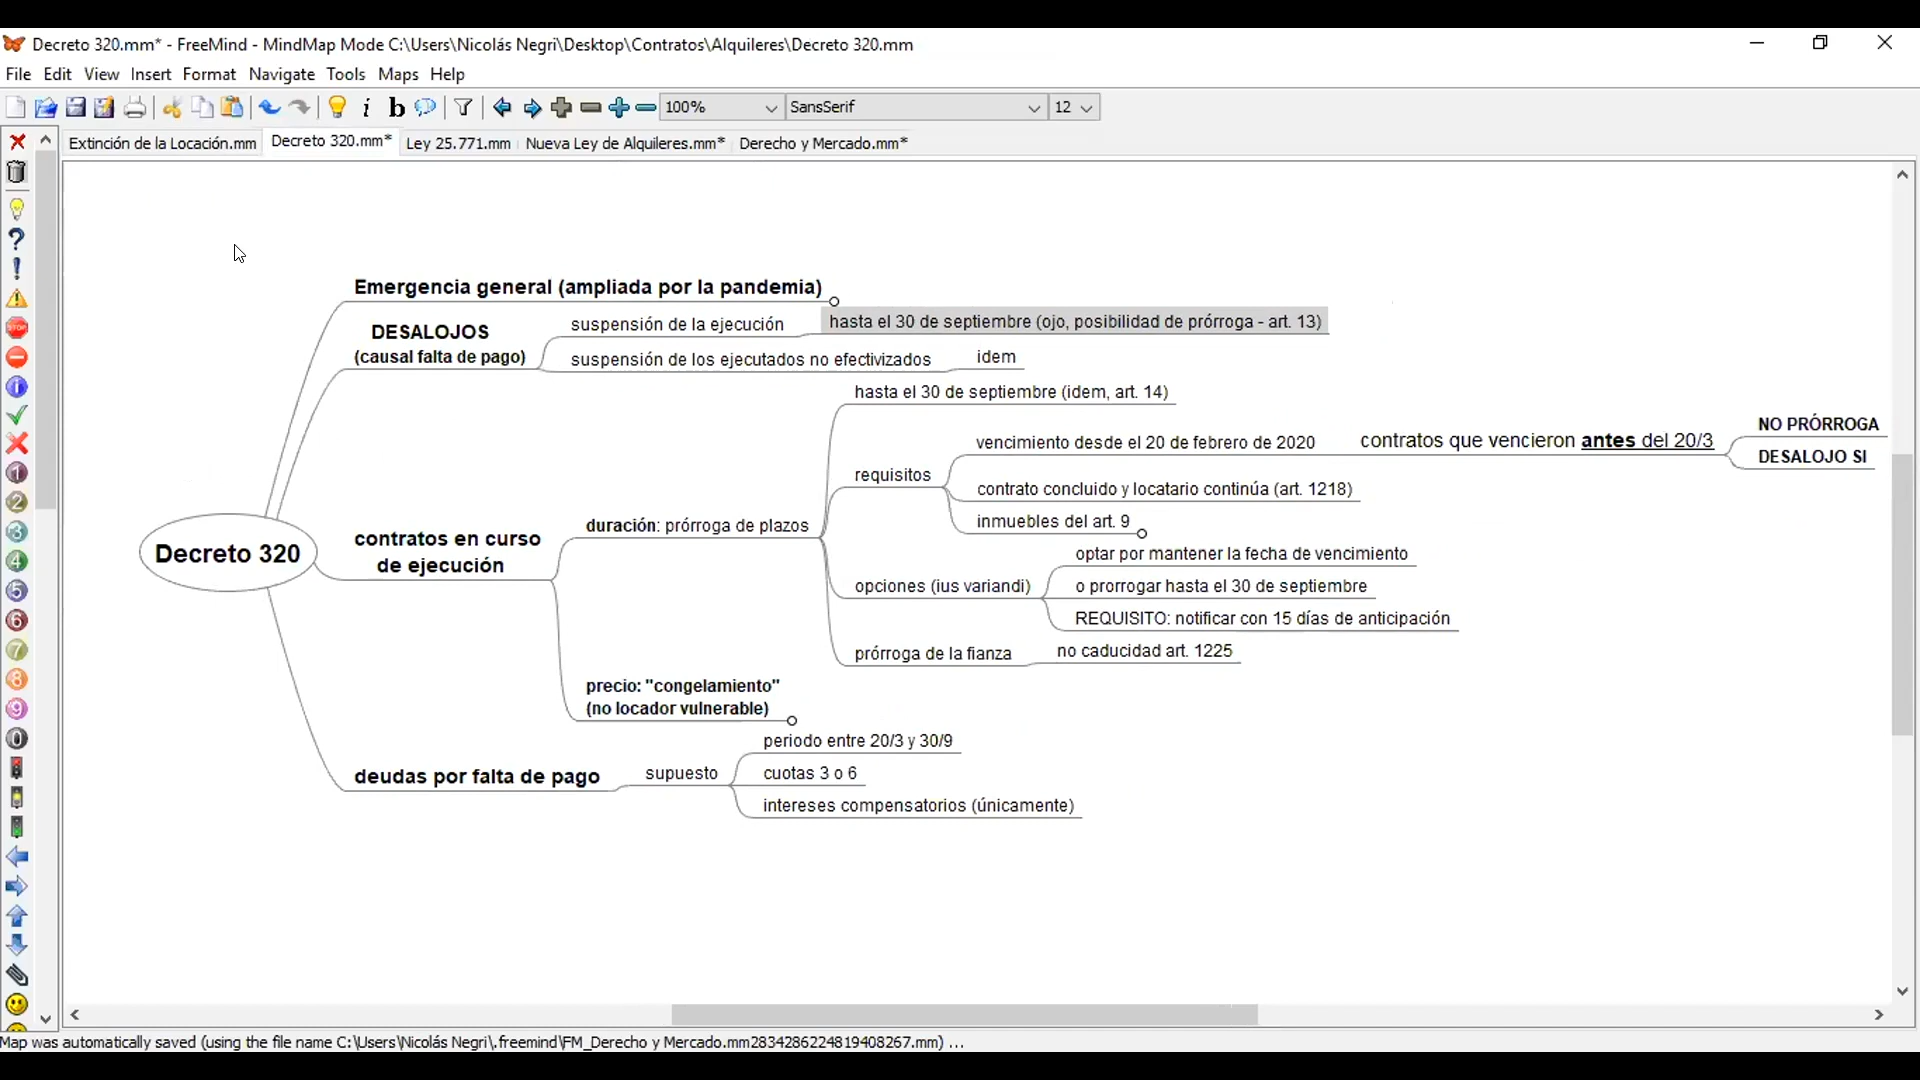 Decreto 320.mm* - FreeMind - MindMap Mode C:\Users\Nicolás Negri\Desktop\Contratos\Alquileres\Decreto 320.mm
File Edit View Insert Format Navigate Tools Maps Help
100% SansSerif 12
Extinción de la Locación.mm Decreto 320.mm* Ley 25.771.mm Nueva Ley de Alquileres.mm* Derecho y Mercado.mm*
Decreto 320
Emergencia general (ampliada por la pandemia)
DESALOJOS
(causal falta de pago)
suspensión de la ejecución
hasta el 30 de septiembre (ojo, posibilidad de prórroga - art. 13)
suspensión de los ejecutados no efectivizados
idem
contratos en curso
de ejecución
duración: prórroga de plazos
hasta el 30 de septiembre (idem, art. 14)
requisitos
vencimiento desde el 20 de febrero de 2020
contratos que vencieron antes del 20/3
NO PRÓRROGA
DESALOJO SI
contrato concluido y locatario continúa (art. 1218)
inmuebles del art. 9
opciones (ius variandi)
optar por mantener la fecha de vencimiento
o prorrogar hasta el 30 de septiembre
REQUISITO: notificar con 15 días de anticipación
prórroga de la fianza
no caducidad art. 1225
precio: "congelamiento"
(no locador vulnerable)
deudas por falta de pago
supuesto
periodo entre 20/3 y 30/9
cuotas 3 o 6
intereses compensatorios (únicamente)
Map was automatically saved (using the file name C:\Users\Nicolás Negri\.freemind\FM_Derecho y Mercado.mm2834286224819408267.mm) ...